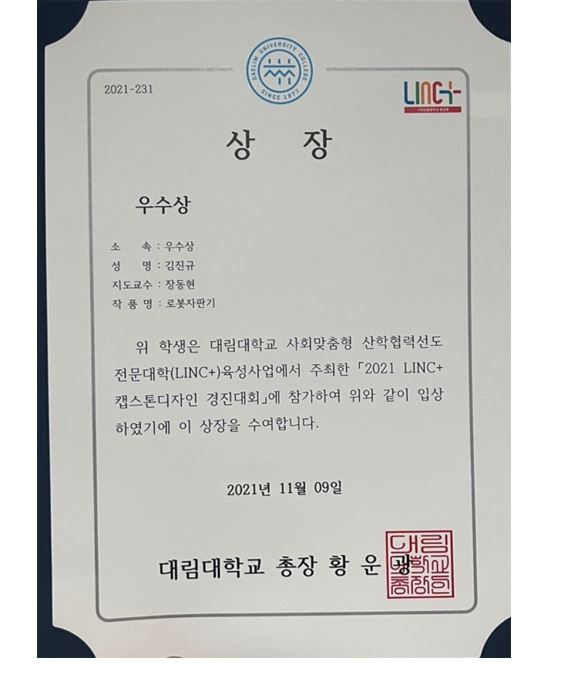 DAELIM UNIVERSITY COLLEGE
SINCE 1977
2021-231
LINC+
상 장
우수상
소 속 : 우수상
성 명 : 김진규
지도교수 : 장동현
작 품 명 : 로봇자판기
위 학생은 대림대학교 사회맞춤형 산학협력선도
전문대학(LINC+)육성사업에서 주최한 「2021 LINC+
캡스톤디자인 경진대회」에 참가하여 위와 같이 입상
하였기에 이 상장을 수여합니다.
2021년 11월 09일
대림대학교 총장 황 운 광
대림
대학교
총장의